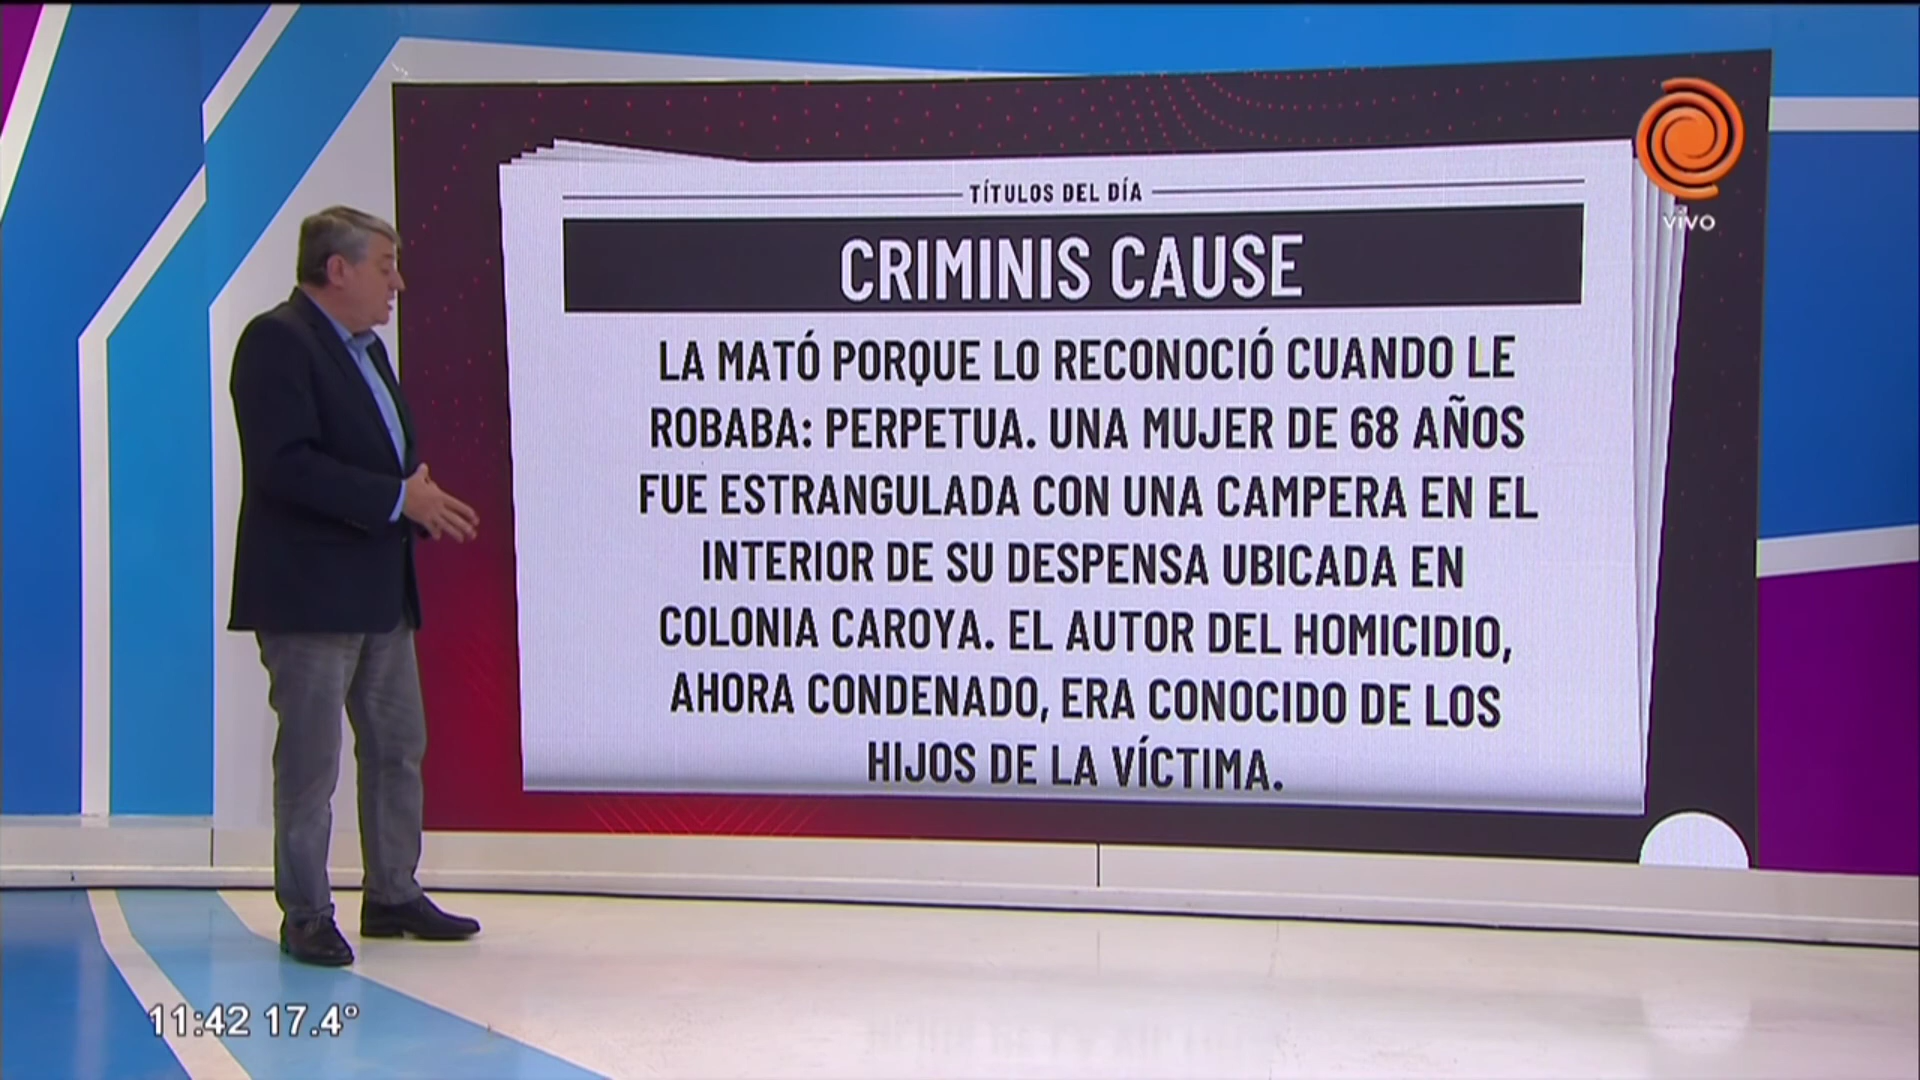 TÍTULOS DEL DÍA
CRIMINIS CAUSE
LA MATÓ PORQUE LO RECONOCIÓ CUANDO LE
ROBABA: PERPETUA. UNA MUJER DE 68 AÑOS
FUE ESTRANGULADA CON UNA CAMPERA EN EL
INTERIOR DE SU DESPENSA UBICADA EN
COLONIA CAROYA. EL AUTOR DEL HOMICIDIO,
AHORA CONDENADO, ERA CONOCIDO DE LOS
HIJOS DE LA VÍCTIMA.
vivo
11:42 17.4°